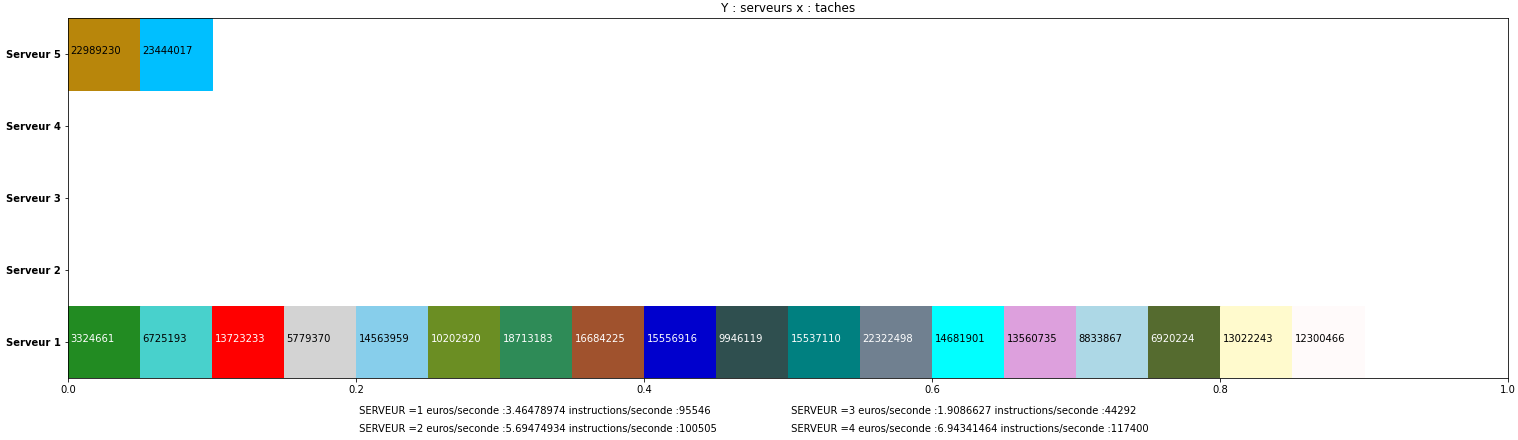 Y : serveurs x : taches
Serveur 5
22989230 23444017
Serveur 4
Serveur 3
Serveur 2
Serveur 1
3324661 6725193 13723233 5779370 14563959 10202920 18713183 16684225 15556916 9946119 15537110 22322498 14681901 13560735 8833867 6920224 13022243 12300466
0.0 0.2 0.4 0.6 0.8 1.0
SERVEUR =1 euros/seconde :3.46478974 instructions/seconde :95546 SERVEUR =3 euros/seconde :1.9086627 instructions/seconde :44292
SERVEUR =2 euros/seconde :5.69474934 instructions/seconde :100505 SERVEUR =4 euros/seconde :6.94341464 instructions/seconde :117400